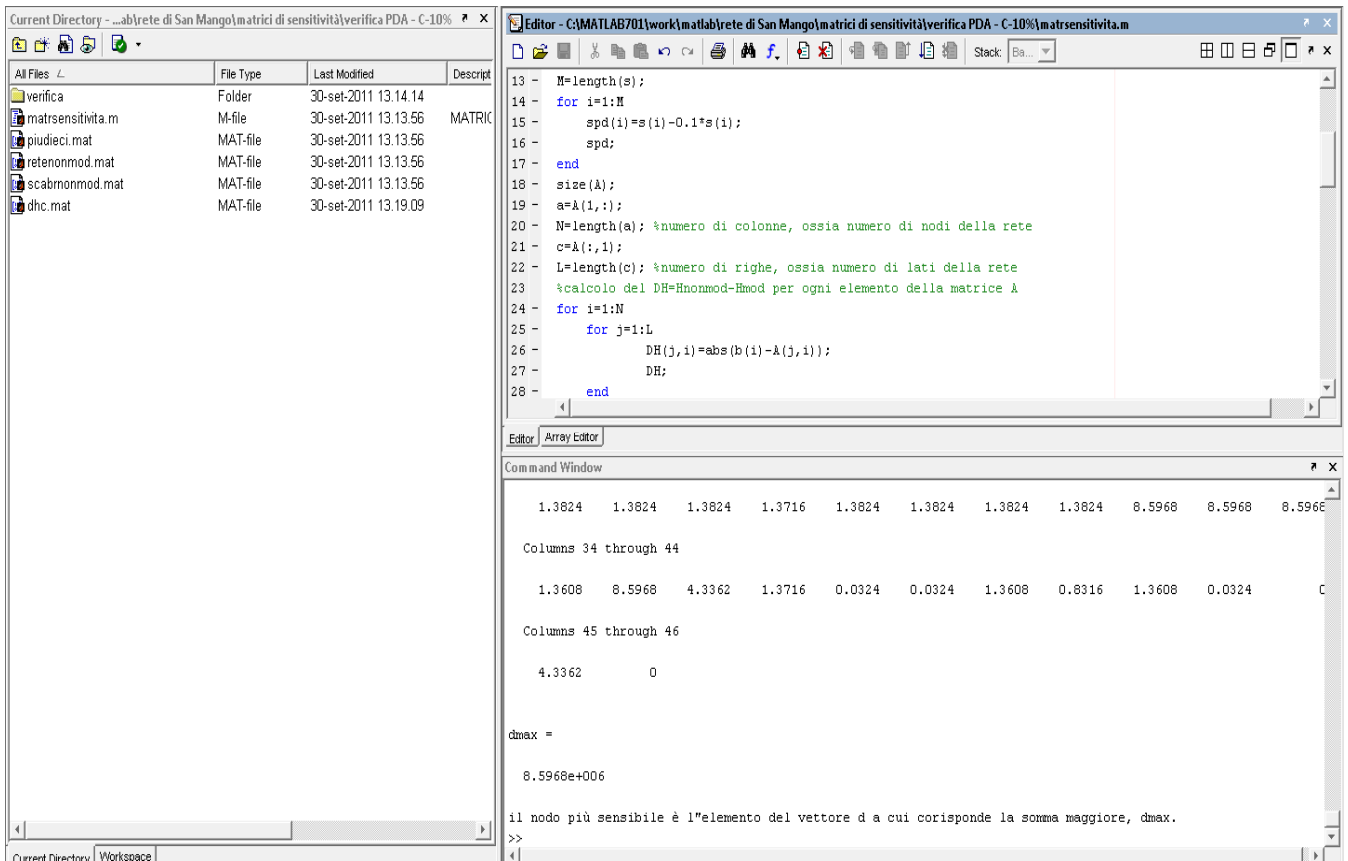 Current Directory - ...ab\rete di San Mango\matrici di sensitività\verifica PDA - C-10%
All Files File Type Last Modified Descript
verifica Folder 30-set-2011 13.14.14
matrsensitivita.m M-file 30-set-2011 13.13.56 MATRIC
piudieci.mat MAT-file 30-set-2011 13.13.56
retenonmod.mat MAT-file 30-set-2011 13.13.56
scabrnonmod.mat MAT-file 30-set-2011 13.13.56
dhc.mat MAT-file 30-set-2011 13.19.09
Current Directory Workspace
Editor - C:\MATLAB701\work\matlab\rete di San Mango\matrici di sensitività\verifica PDA - C-10%\matrsensitivita.m
Stack: Ba...
13 - M=length(s);
14 - for i=1:M
15 - spd(i)=s(i)-0.1*s(i);
16 - spd;
17 - end
18 - size(A);
19 - a=A(1,:);
20 - N=length(a); %numero di colonne, ossia numero di nodi della rete
21 - c=A(:,1);
22 - L=length(c); %numero di righe, ossia numero di lati della rete
23 %calcolo del DH=Hnonmod-Hmod per ogni elemento della matrice A
24 - for i=1:N
25 - for j=1:L
26 - DH(j,i)=abs(b(i)-A(j,i));
27 - DH;
28 - end
Editor Array Editor
Command Window
1.3824 1.3824 1.3824 1.3716 1.3824 1.3824 1.3824 1.3824 8.5968 8.5968 8.5968
Columns 34 through 44
1.3608 8.5968 4.3362 1.3716 0.0324 0.0324 1.3608 0.8316 1.3608 0.0324 0
Columns 45 through 46
4.3362 0
dmax =
8.5968e+006
il nodo più sensibile è l"elemento del vettore d a cui corisponde la somma maggiore, dmax.
>>